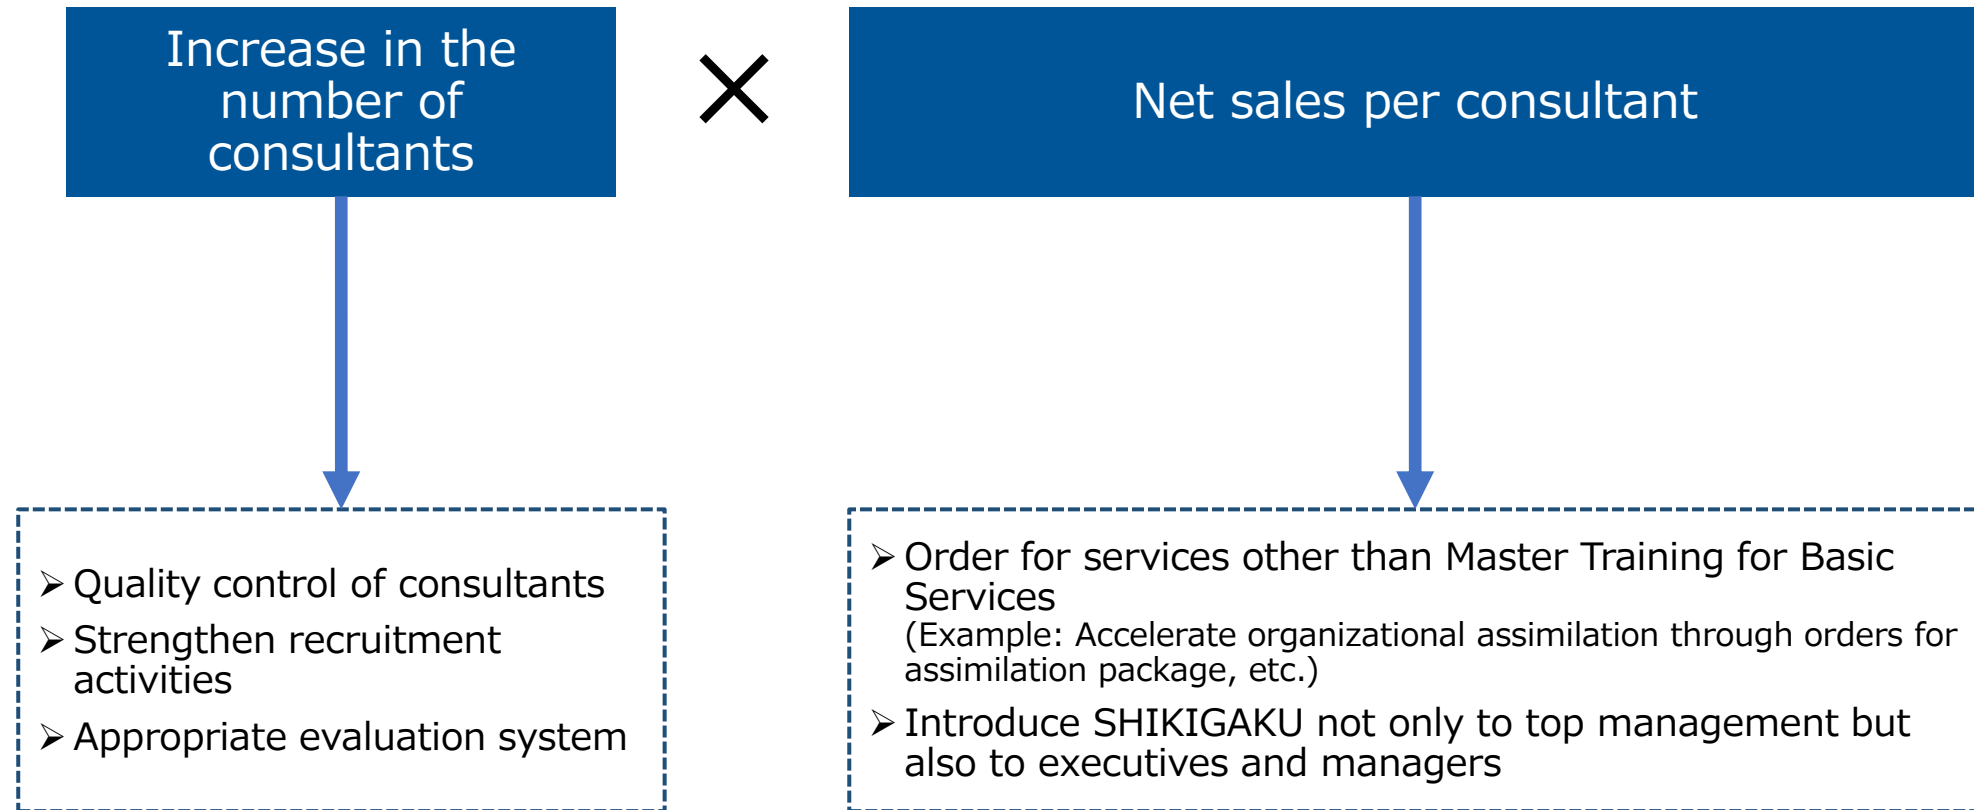 Increase in the
number of
consultants
×
Net sales per consultant
➢ Quality control of consultants
➢ Strengthen recruitment
activities
➢ Appropriate evaluation system
➢ Order for services other than Master Training for Basic
Services
(Example: Accelerate organizational assimilation through orders for
assimilation package, etc.)
➢ Introduce SHIKIGAKU not only to top management but
also to executives and managers